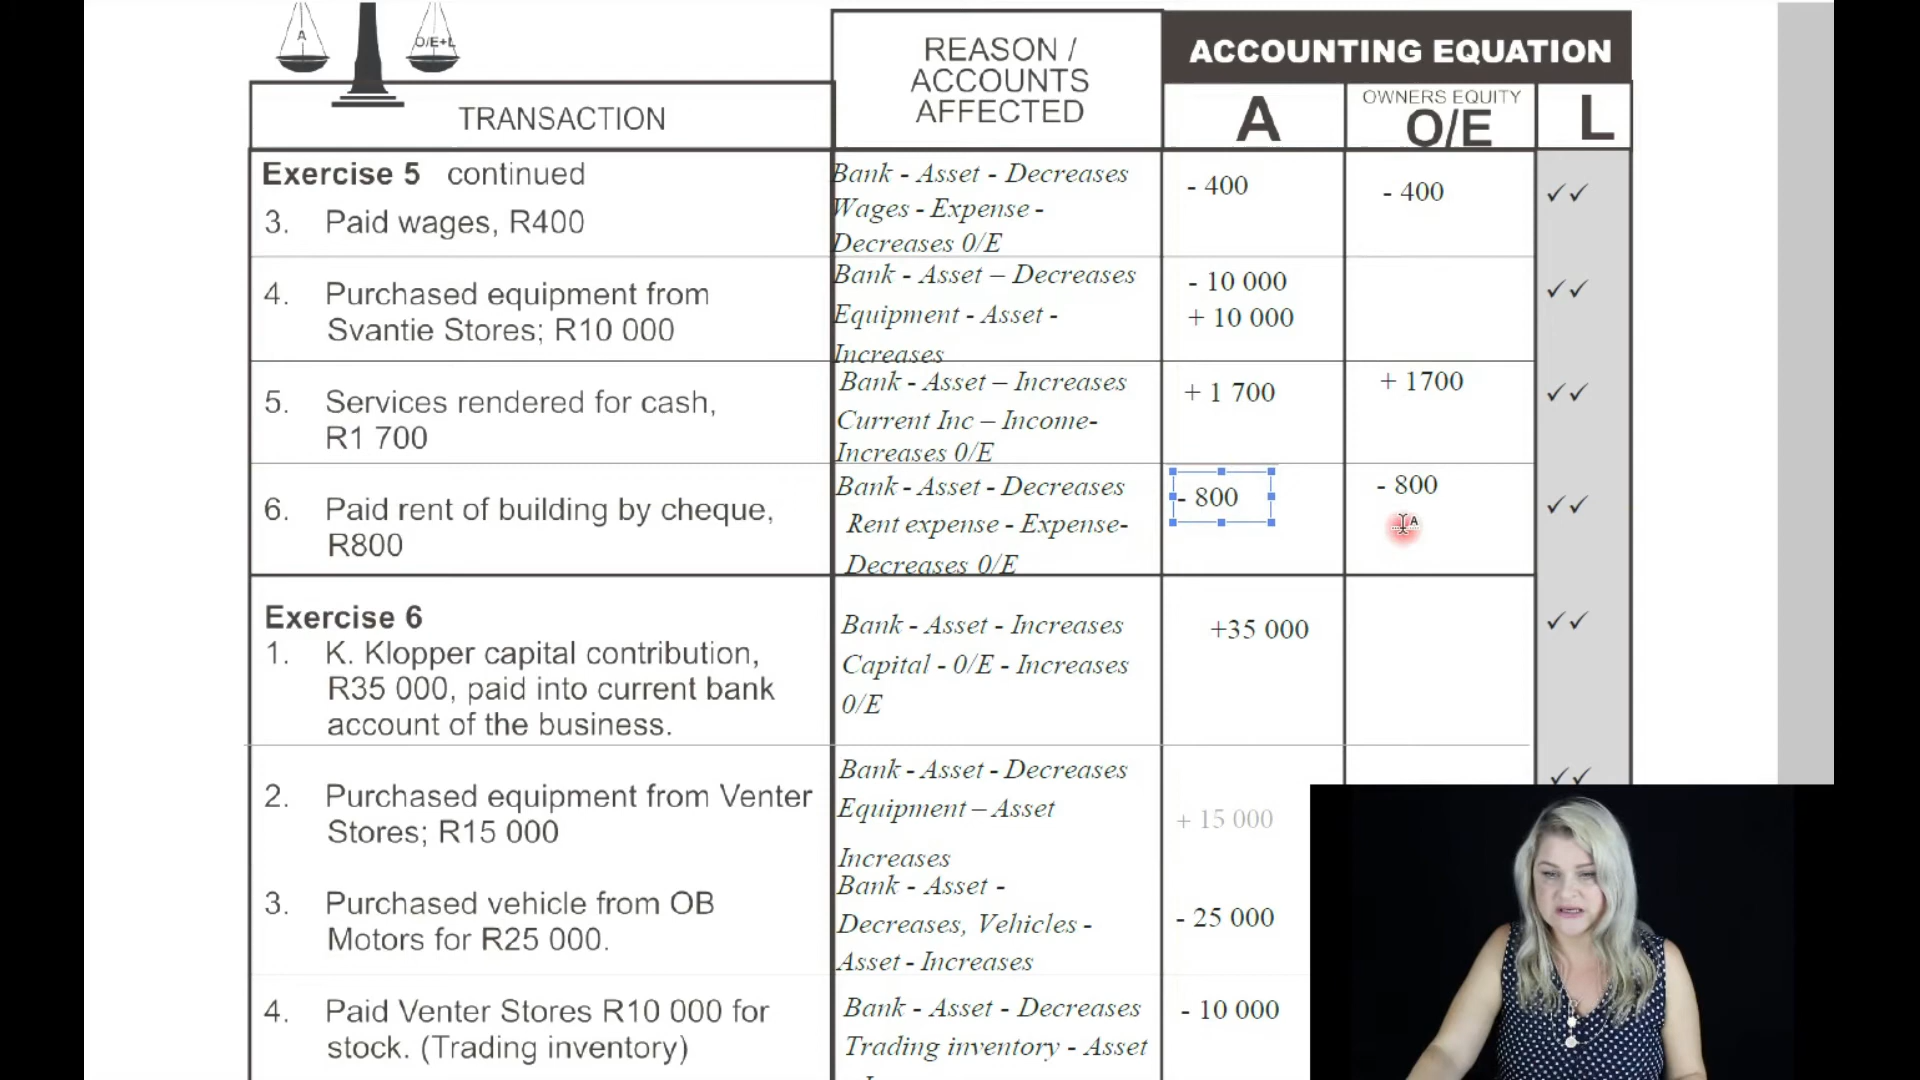 A
O/E+L
TRANSACTION
REASON /
ACCOUNTS
AFFECTED
ACCOUNTING EQUATION
A
OWNERS EQUITY
O/E
L
Exercise 5 continued
3. Paid wages, R400
Bank - Asset - Decreases
Wages - Expense -
Decreases 0/E
- 400
- 400
✓✓
4. Purchased equipment from
Svantie Stores; R10 000
Bank - Asset – Decreases
Equipment - Asset -
Increases
- 10 000
+ 10 000
✓✓
5. Services rendered for cash,
R1 700
Bank - Asset – Increases
Current Inc – Income-
Increases 0/E
+ 1 700
+ 1700
✓✓
6. Paid rent of building by cheque,
R800
Bank - Asset - Decreases
Rent expense - Expense-
Decreases 0/E
- 800
- 800
A
✓✓
Exercise 6
1. K. Klopper capital contribution,
R35 000, paid into current bank
account of the business.
Bank - Asset - Increases
Capital - 0/E - Increases
0/E
+35 000
✓✓
2. Purchased equipment from Venter
Stores; R15 000
Bank - Asset - Decreases
Equipment – Asset
Increases
+ 15 000
✓✓
3. Purchased vehicle from OB
Motors for R25 000.
Bank - Asset -
Decreases, Vehicles -
Asset - Increases
- 25 000
4. Paid Venter Stores R10 000 for
stock. (Trading inventory)
Bank - Asset - Decreases
Trading inventory - Asset
- 10 000